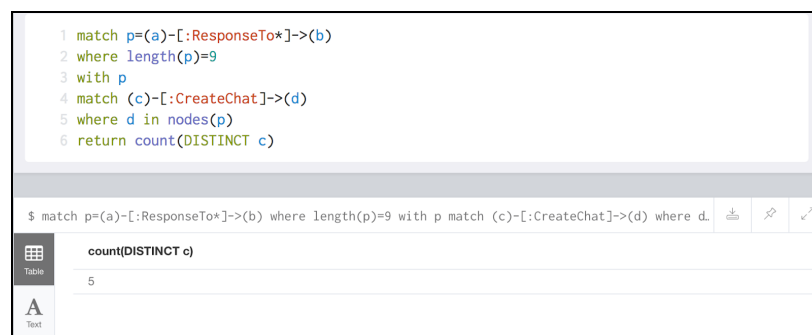 1 match p=(a)-[:ResponseTo*]->(b)
2 where length(p)=9
3 with p
4 match (c)-[:CreateChat]->(d)
5 where d in nodes(p)
6 return count(DISTINCT c)
$ match p=(a)-[:ResponseTo*]->(b) where length(p)=9 with p match (c)-[:CreateChat]->(d) where d…
Table
count(DISTINCT c)
5
A
Text